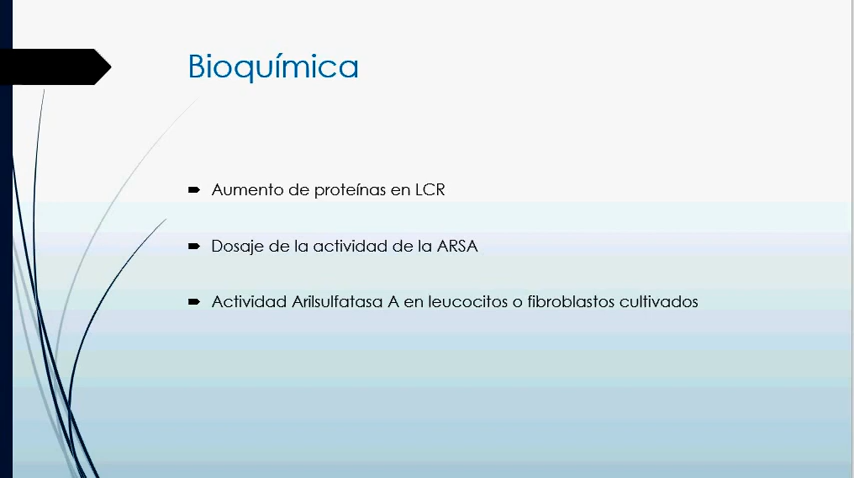 Bioquímica
Aumento de proteínas en LCR
Dosaje de la actividad de la ARSA
Actividad Arilsulfatasa A en leucocitos o fibroblastos cultivados